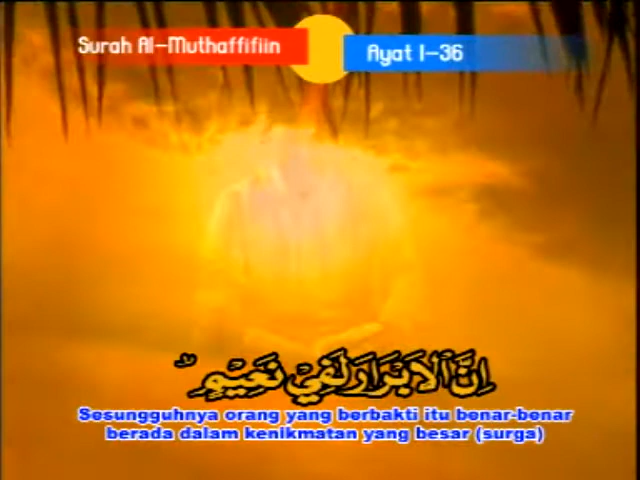 Surah Al-Muthaffifiin
Ayat 1-36
اِنَّ الْاَبْرَارَ لَفِيْ نَعِيْمٍۙ
Sesungguhnya orang yang berbakti itu benar-benar
berada dalam kenikmatan yang besar (surga)